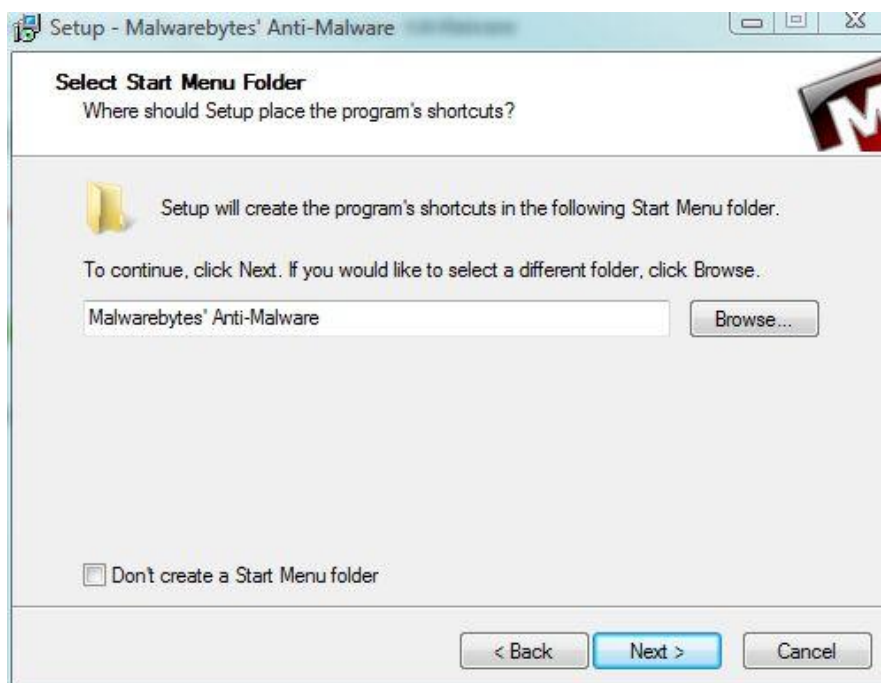 Setup - Malwarebytes' Anti-Malware
Select Start Menu Folder
Where should Setup place the program's shortcuts?
M
Setup will create the program's shortcuts in the following Start Menu folder.
To continue, click Next. If you would like to select a different folder, click Browse.
Malwarebytes' Anti-Malware
Browse...
Don't create a Start Menu folder
< Back
Next >
Cancel